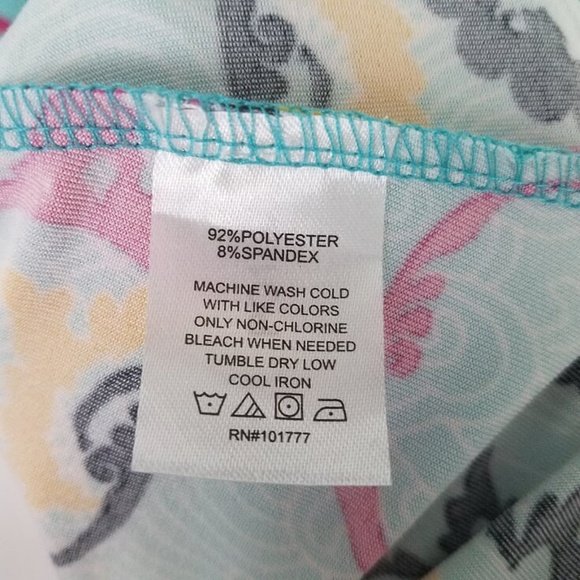 92%POLYESTER
8%SPANDEX
MACHINE WASH COLD
WITH LIKE COLORS
ONLY NON-CHLORINE
BLEACH WHEN NEEDED
TUMBLE DRY LOW
COOL IRON
RN#101777